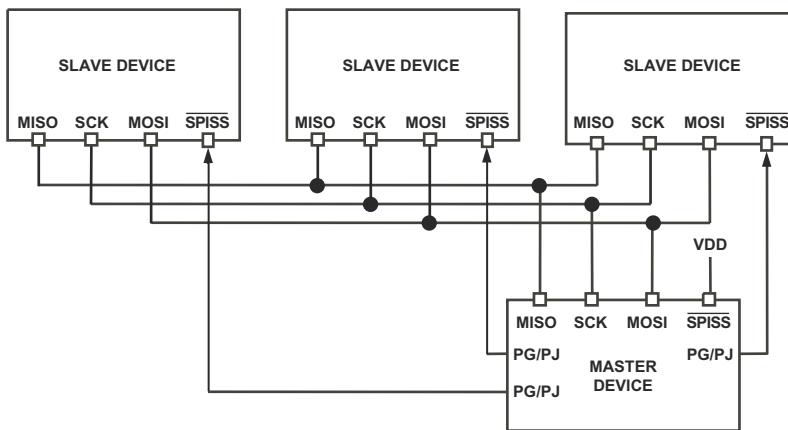 SLAVE DEVICE
MISO SCK MOSI SPISS
SLAVE DEVICE
MISO SCK MOSI SPISS
SLAVE DEVICE
MISO SCK MOSI SPISS
VDD
MISO SCK MOSI SPISS
PG/PJ
PG/PJ
MASTER
DEVICE
PG/PJ